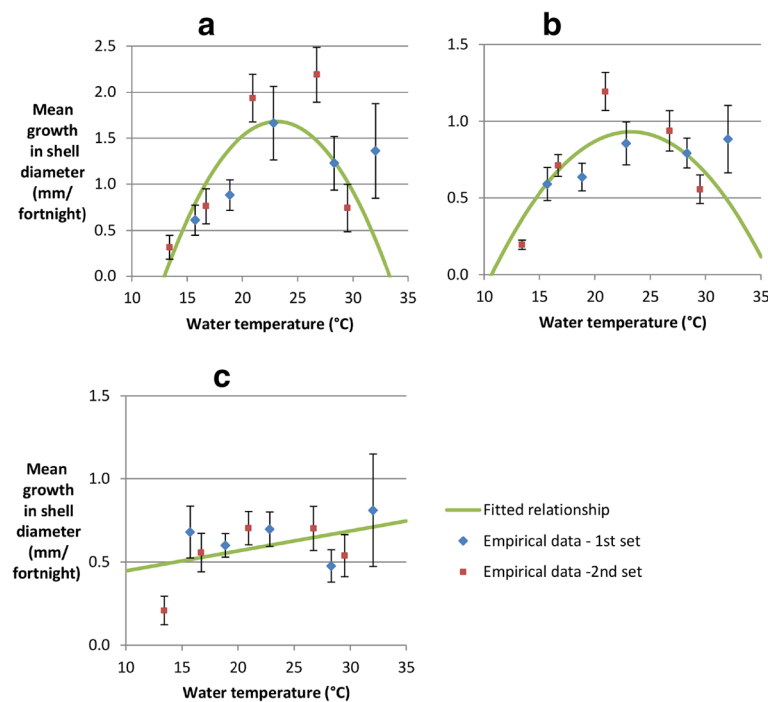 a
2.5
2.0
1.5
1.0
0.5
0.0
Mean
growth
in shell
diameter
(mm/
fortnight)
10 15 20 25 30 35
Water temperature (°C)
b
1.5
1.0
0.5
0.0
10 15 20 25 30 35
Water temperature (°C)
c
1.5
1.0
0.5
0.0
Mean
growth
in shell
diameter
(mm/
fortnight)
10 15 20 25 30 35
Water temperature (°C)
Fitted relationship
Empirical data - 1st set
Empirical data -2nd set